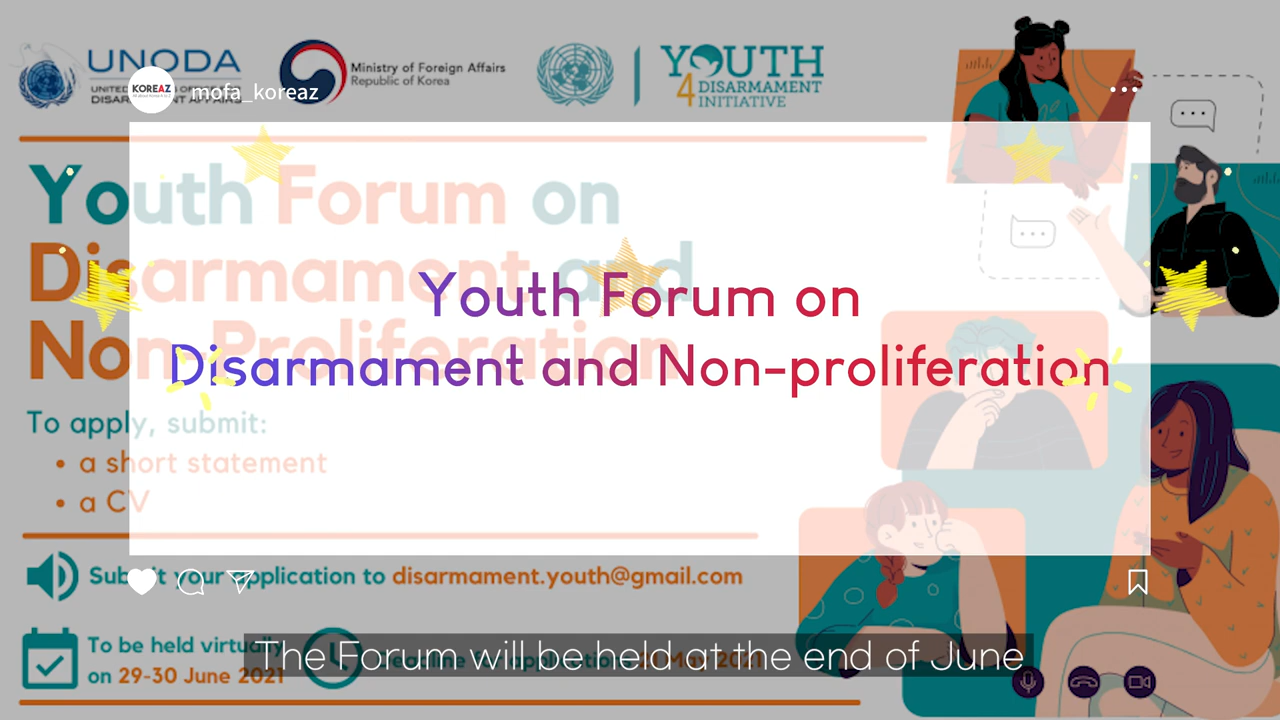 UNODA
UNITED
DISARMAMENT AFFAIRS
Ministry of Foreign Affairs
Republic of Korea
YOUTH
4 DISARMAMENT
INITIATIVE
KOREAZ
mofa_koreaz
Youth Forum on
Disarmament and
Non-Proliferation
Youth Forum on
Disarmament and Non-proliferation
To apply, submit:
• a short statement
• a CV
Submit your application to disarmament.youth@gmail.com
To be held virtually
on 29-30 June 2021
The Forum will be held at the end of June